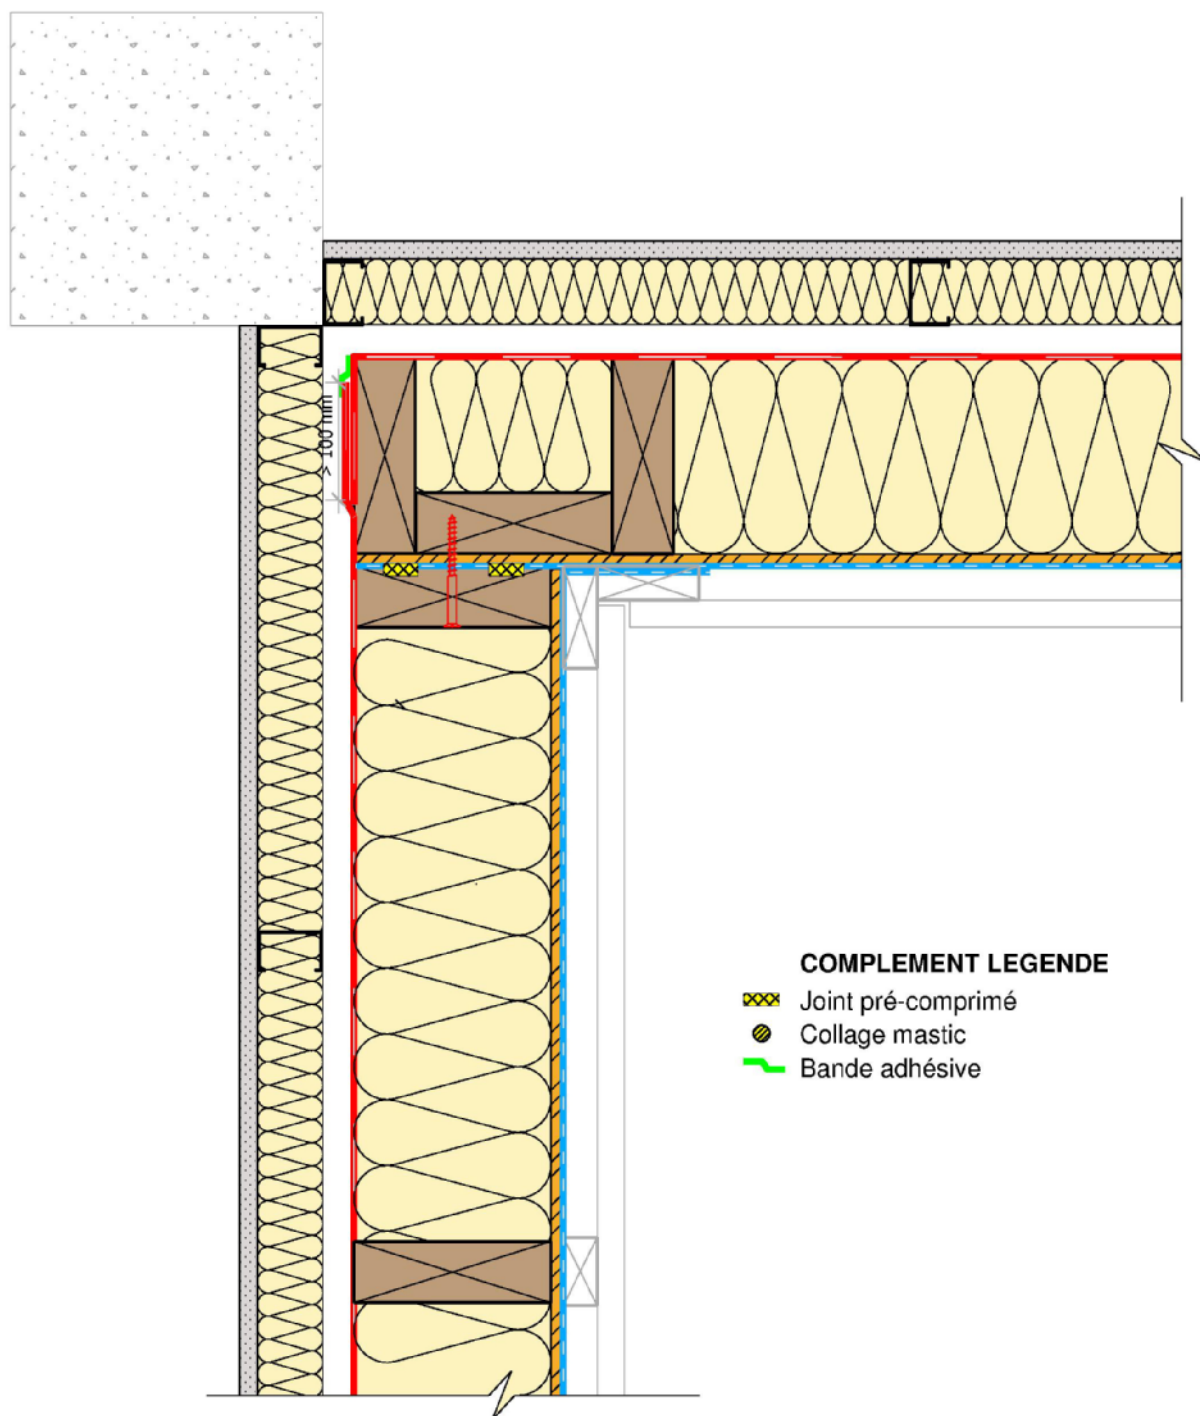 > 100 mm
COMPLEMENT LEGENDE
Joint pré-comprimé
Collage mastic
Bande adhésive